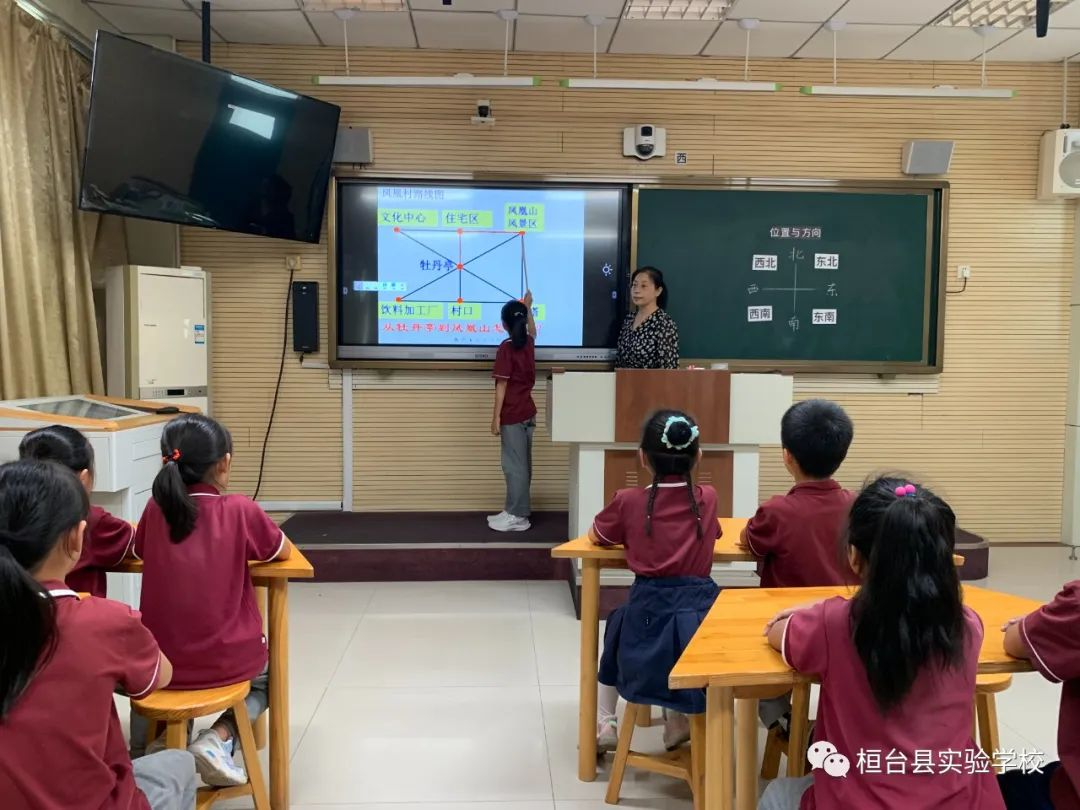 西
凤凰村路线图
文化中心 住宅区 凤凰山
风景区
牡丹亭
饮料加工厂 村口 塔
从牡丹亭到凤凰山怎
位置与方向
西北 北 东北
西 东
西南 南 东南
桓台县实验学校